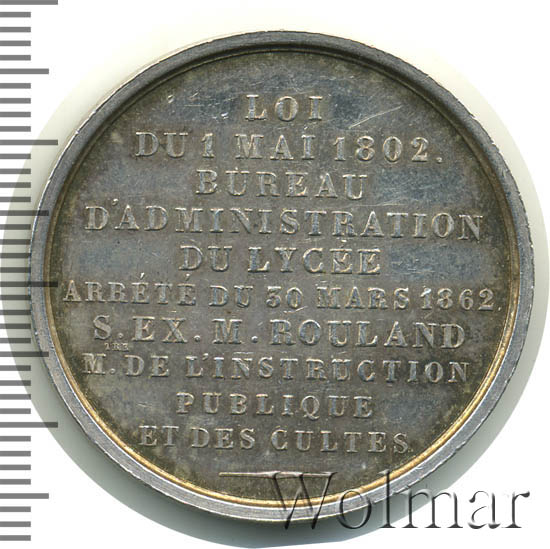 LOI
DU 1 MAI 1802.
BUREAU
D'ADMINISTRATION
DU LYCÉE
ARRÊTÉ DU 30 MARS 1862
S. EX. M. ROULAND
M. DE L'INSTRUCTION
PUBLIQUE
ET DES CULTES.
Wolmar